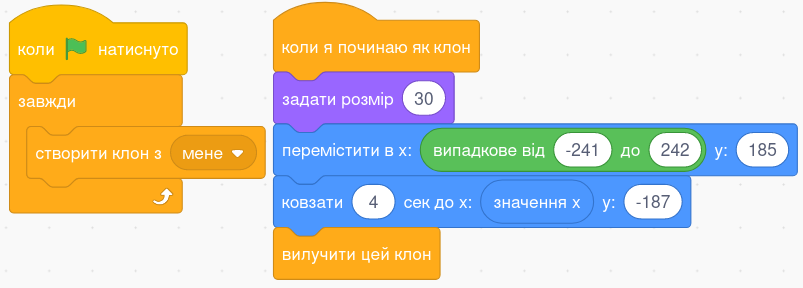 коли натиснуто
завжди
створити клон з мене
коли я починаю як клон
задати розмір 30
перемістити в x: випадкове від -241 до 242 y: 185
ковзати 4 сек до x: значення x y: -187
вилучити цей клон